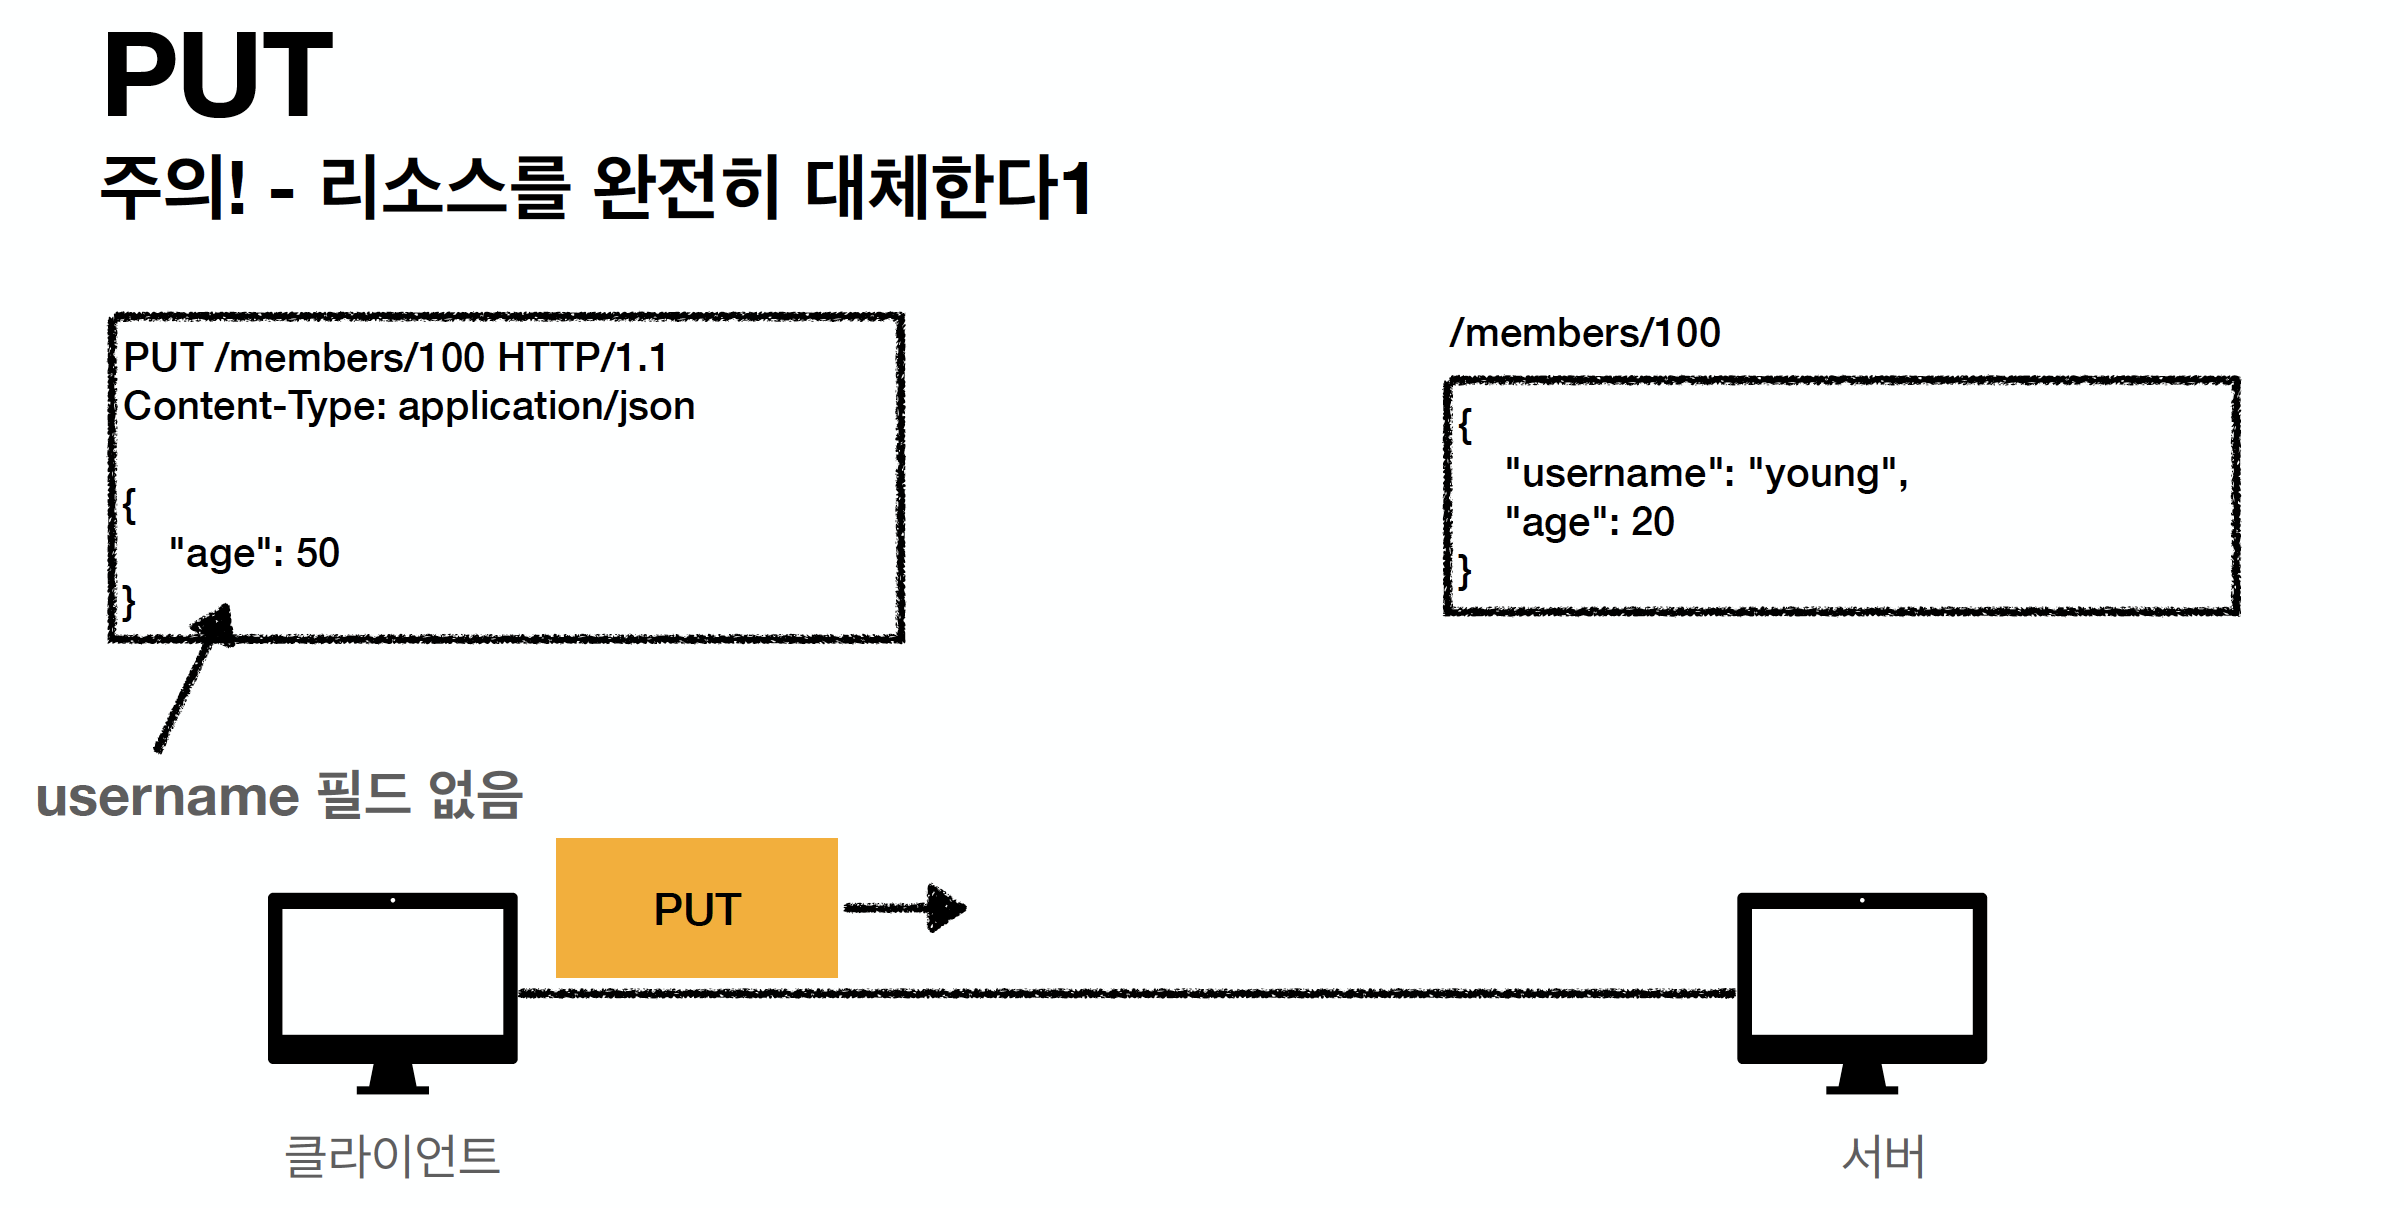 PUT
주의! - 리소스를 완전히 대체한다1
PUT /members/100 HTTP/1.1
Content-Type: application/json
{
"age": 50
}
username 필드 없음
/members/100
{
"username": "young",
"age": 20
}
PUT
클라이언트
서버